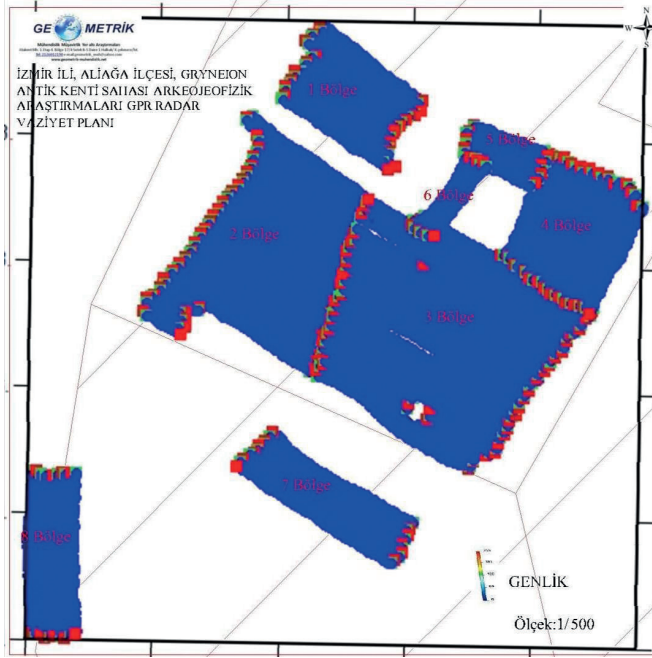 GEOMETRİK
İZMİR İLİ, ALİAĞA İLÇESİ, GRYNEION
ANTİK KENTİ SAHASI ARKEOJEOFİZİK
ARAŞTIRMALARI GPR RADAR
VAZİYET PLANI
N
W
S
1 Bölge
5 Bölge
6 Bölge
4 Bölge
2 Bölge
3 Bölge
7 Bölge
8 Bölge
GENLİK
Ölçek:1/500